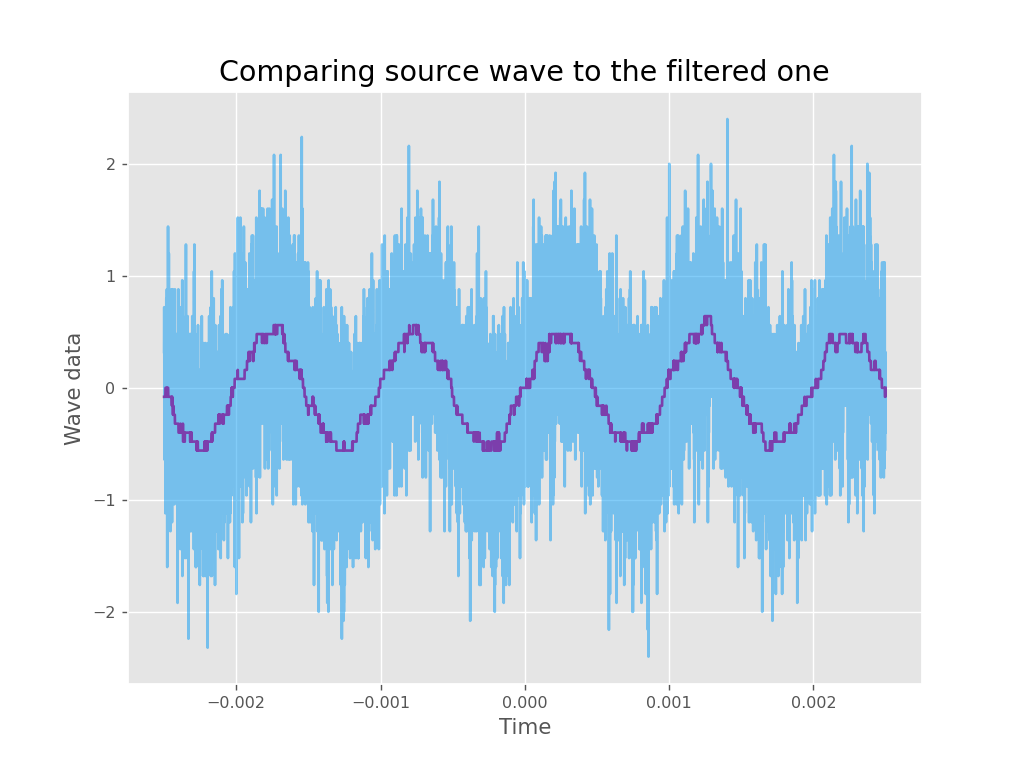 Comparing source wave to the filtered one
2
1
0
−1
−2
Wave data
−0.002 −0.001 0.000 0.001 0.002
Time